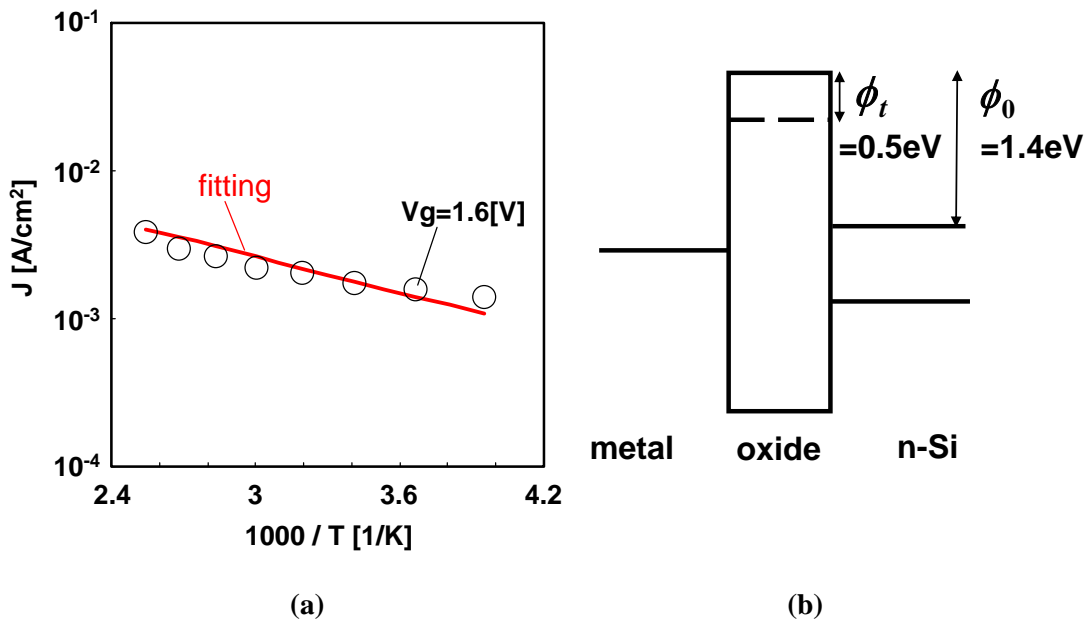 10-1
10-2
10-3
10-4
J [A/cm2]
fitting
Vg=1.6[V]
2.4
3
3.6
4.2
1000 / T [1/K]
(a)
ϕt
=0.5eV
ϕ0
=1.4eV
metal
oxide
n-Si
(b)